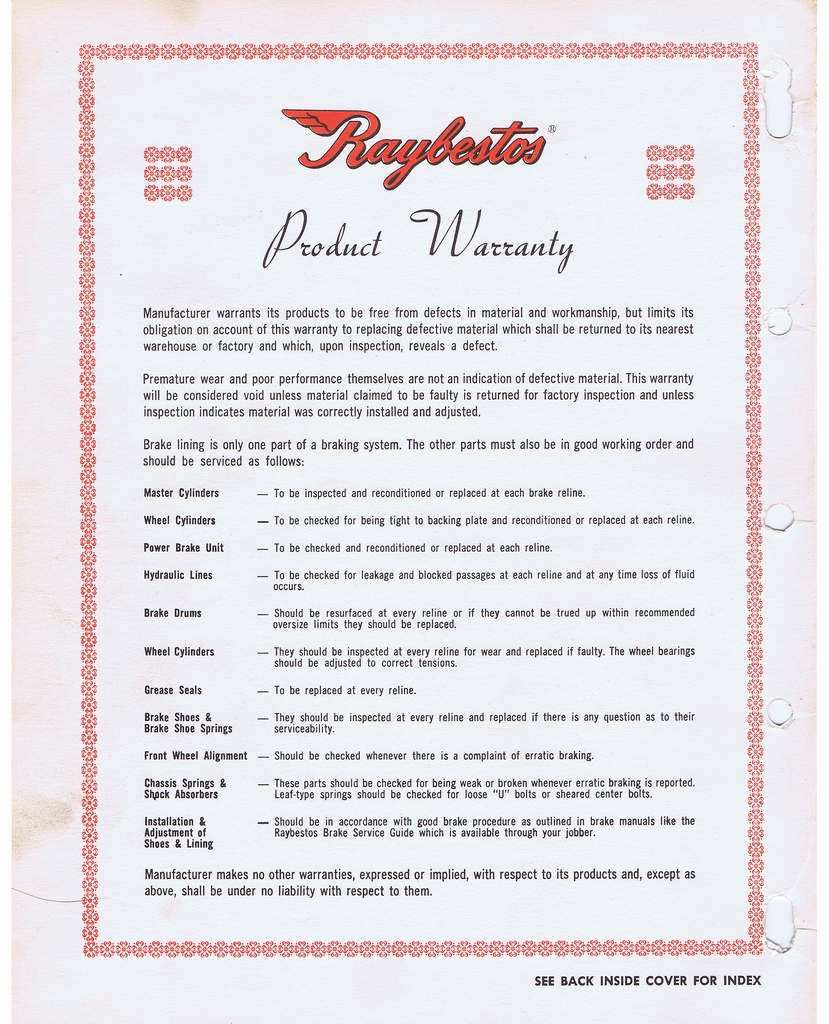 Raybestos®
Product Warranty
Manufacturer warrants its products to be free from defects in material and workmanship, but limits its
obligation on account of this warranty to replacing defective material which shall be returned to its nearest
warehouse or factory and which, upon inspection, reveals a defect.
Premature wear and poor performance themselves are not an indication of defective material. This warranty
will be considered void unless material claimed to be faulty is returned for factory inspection and unless
inspection indicates material was correctly installed and adjusted.
Brake lining is only one part of a braking system. The other parts must also be in good working order and
should be serviced as follows:
Master Cylinders — To be inspected and reconditioned or replaced at each brake reline.
Wheel Cylinders — To be checked for being tight to backing plate and reconditioned or replaced at each reline.
Power Brake Unit — To be checked and reconditioned or replaced at each reline.
Hydraulic Lines — To be checked for leakage and blocked passages at each reline and at any time loss of fluid
occurs.
Brake Drums — Should be resurfaced at every reline or if they cannot be trued up within recommended
oversize limits they should be replaced.
Wheel Cylinders — They should be inspected at every reline for wear and replaced if faulty. The wheel bearings
should be adjusted to correct tensions.
Grease Seals — To be replaced at every reline.
Brake Shoes & — They should be inspected at every reline and replaced if there is any question as to their
Brake Shoe Springs serviceability.
Front Wheel Alignment — Should be checked whenever there is a complaint of erratic braking.
Chassis Springs & — These parts should be checked for being weak or broken whenever erratic braking is reported.
Shock Absorbers Leaf-type springs should be checked for loose "U" bolts or sheared center bolts.
Installation & — Should be in accordance with good brake procedure as outlined in brake manuals like the
Adjustment of Raybestos Brake Service Guide which is available through your jobber.
Shoes & Lining
Manufacturer makes no other warranties, expressed or implied, with respect to its products and, except as
above, shall be under no liability with respect to them.
SEE BACK INSIDE COVER FOR INDEX